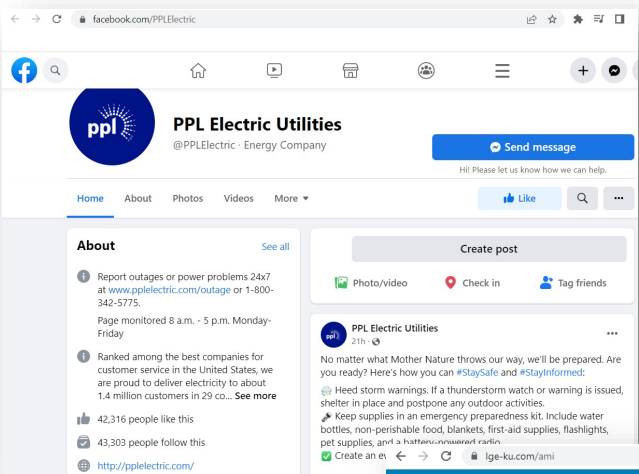 facebook.com/PPLElectric
ppl
PPL Electric Utilities
@PPLElectric · Energy Company
Send message
Hi! Please let us know how we can help.
Home
About
Photos
Videos
More
Like
About
See all
Report outages or power problems 24x7
at www.pplelectric.com/outage or 1-800-
342-5775.
Page monitored 8 a.m. - 5 p.m. Monday-
Friday
Ranked among the best companies for
customer service in the United States, we
are proud to deliver electricity to about
1.4 million customers in 29 co... See more
42,316 people like this
43,303 people follow this
http://pplelectric.com/
Create post
Photo/video
Check in
Tag friends
ppl
PPL Electric Utilities
21h ·
No matter what Mother Nature throws our way, we'll be prepared. Are
you ready? Here's how you can #StaySafe and #StayInformed:
Heed storm warnings. If a thunderstorm watch or warning is issued,
shelter in place and postpone any outdoor activities.
Keep supplies in an emergency preparedness kit. Include water
bottles, non-perishable food, blankets, first-aid supplies, flashlights,
pet supplies, and a battery-powered radio
Create an
lge-ku.com/ami